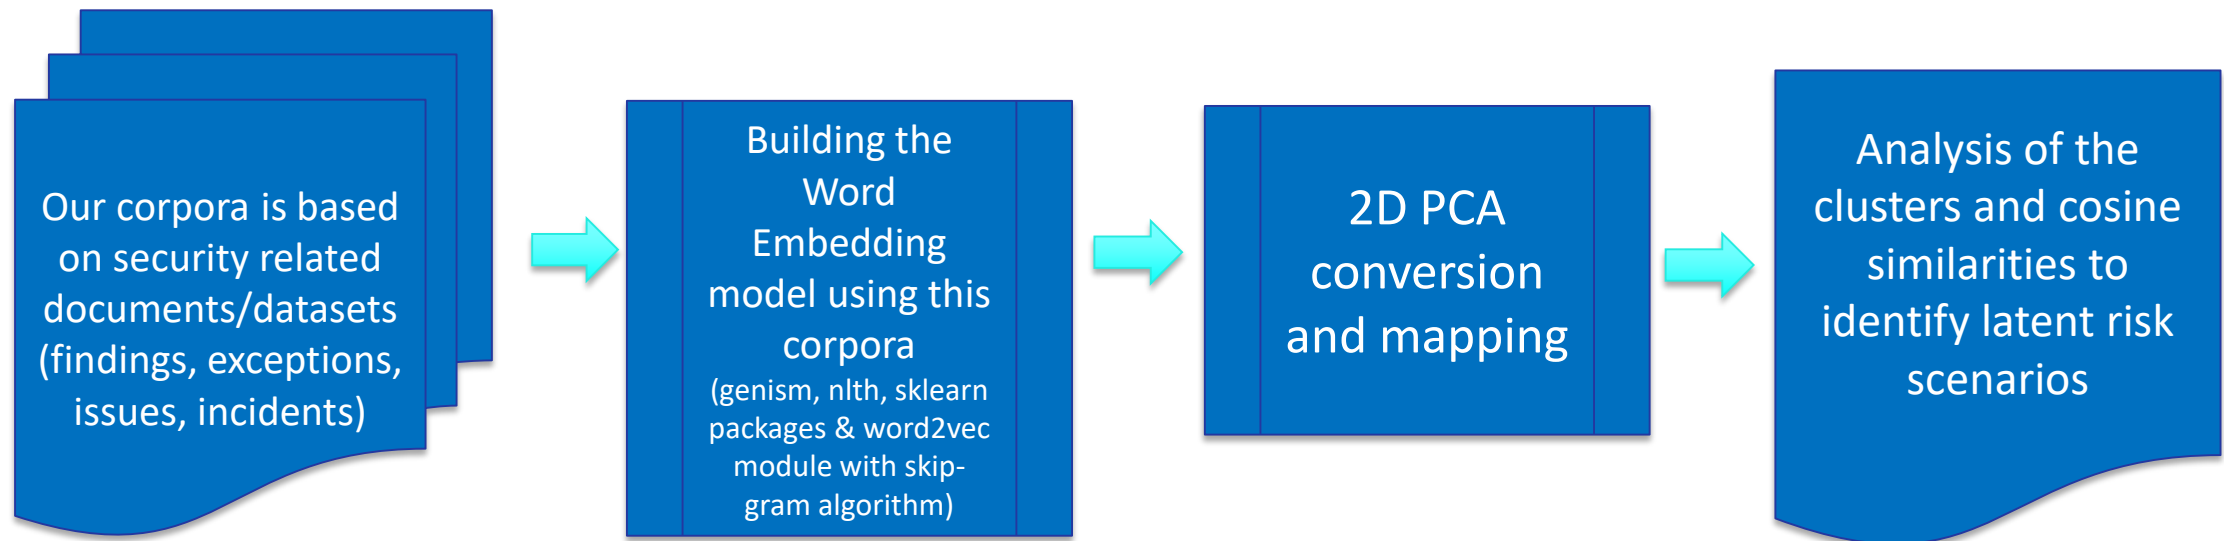 Our corpora is based
on security related
documents/datasets
(findings, exceptions,
issues, incidents)
Building the
Word
Embedding
model using this
corpora
(genism, nlth, sklearn
packages & word2vec
module with skip-
gram algorithm)
2D PCA
conversion
and mapping
Analysis of the
clusters and cosine
similarities to
identify latent risk
scenarios